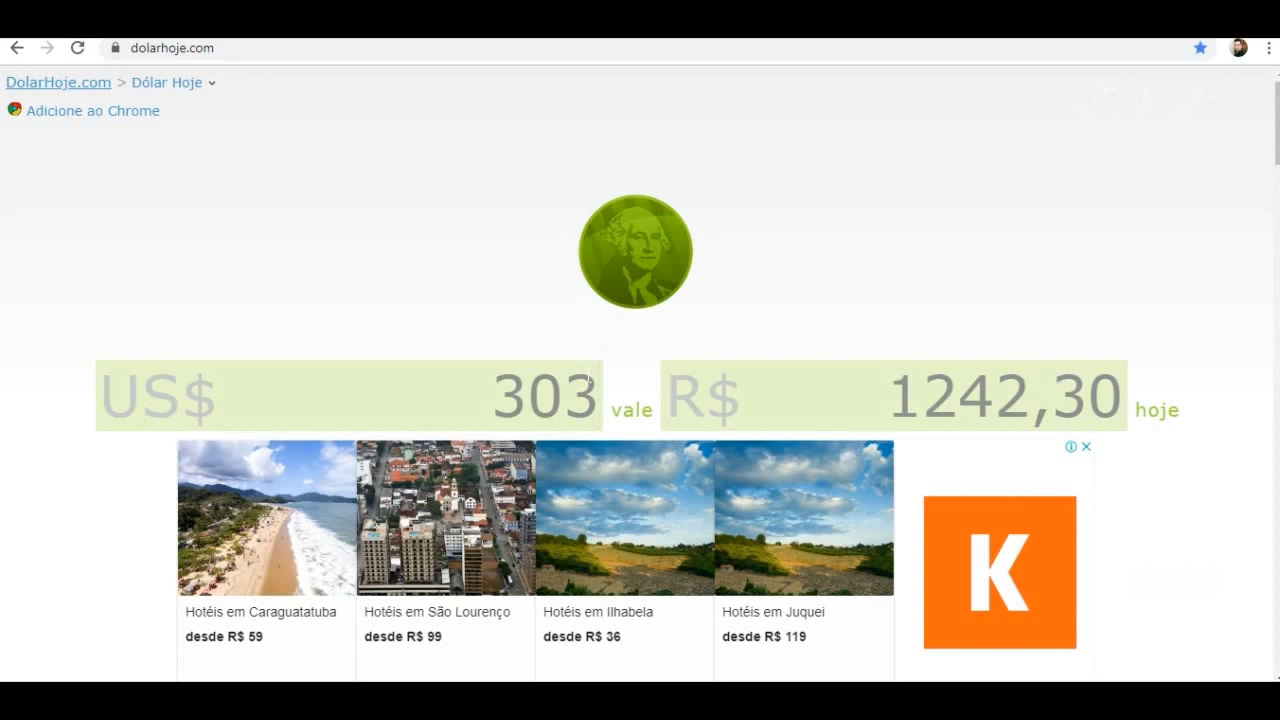 dolarhoje.com
DolarHoje.com > Dólar Hoje
Adicione ao Chrome
US$ 303 vale R$ 1242,30 hoje
Hotéis em Caraguatatuba
desde R$ 59
Hotéis em São Lourenço
desde R$ 99
Hotéis em Ilhabela
desde R$ 36
Hotéis em Juquei
desde R$ 119
K